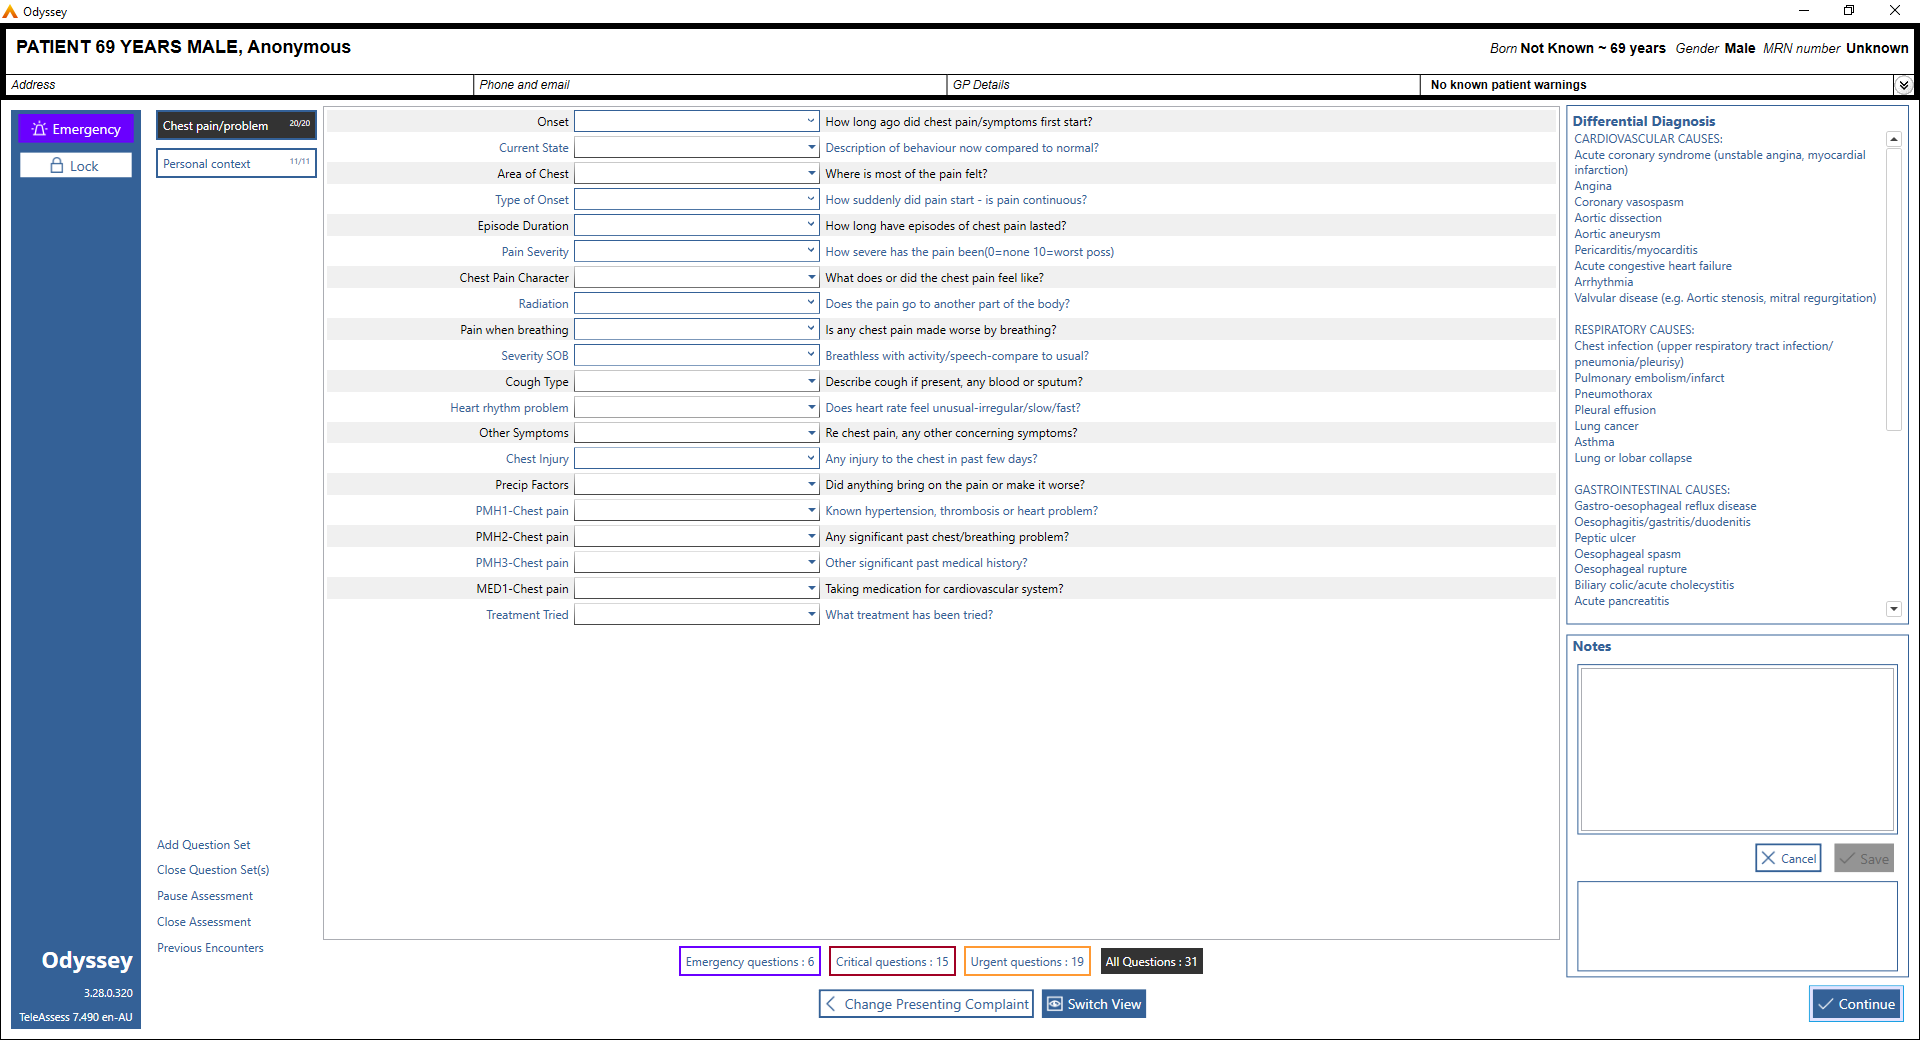 Odyssey
PATIENT 69 YEARS MALE, Anonymous
Born Not Known ~ 69 years Gender Male MRN number Unknown
Address
Phone and email
GP Details
No known patient warnings
Emergency
Lock
Chest pain/problem 20/20
Personal context 11/11
Onset How long ago did chest pain/symptoms first start?
Current State Description of behaviour now compared to normal?
Area of Chest Where is most of the pain felt?
Type of Onset How suddenly did pain start - is pain continuous?
Episode Duration How long have episodes of chest pain lasted?
Pain Severity How severe has the pain been(0=none 10=worst poss)
Chest Pain Character What does or did the chest pain feel like?
Radiation Does the pain go to another part of the body?
Pain when breathing Is any chest pain made worse by breathing?
Severity SOB Breathless with activity/speech-compare to usual?
Cough Type Describe cough if present, any blood or sputum?
Heart rhythm problem Does heart rate feel unusual-irregular/slow/fast?
Other Symptoms Re chest pain, any other concerning symptoms?
Chest Injury Any injury to the chest in past few days?
Precip Factors Did anything bring on the pain or make it worse?
PMH1-Chest pain Known hypertension, thrombosis or heart problem?
PMH2-Chest pain Any significant past chest/breathing problem?
PMH3-Chest pain Other significant past medical history?
MED1-Chest pain Taking medication for cardiovascular system?
Treatment Tried What treatment has been tried?
Differential Diagnosis
CARDIOVASCULAR CAUSES:
Acute coronary syndrome (unstable angina, myocardial
infarction)
Angina
Coronary vasospasm
Aortic dissection
Aortic aneurysm
Pericarditis/myocarditis
Acute congestive heart failure
Arrhythmia
Valvular disease (e.g. Aortic stenosis, mitral regurgitation)
RESPIRATORY CAUSES:
Chest infection (upper respiratory tract infection/
pneumonia/pleurisy)
Pulmonary embolism/infarct
Pneumothorax
Pleural effusion
Lung cancer
Asthma
Lung or lobar collapse
GASTROINTESTINAL CAUSES:
Gastro-oesophageal reflux disease
Oesophagitis/gastritis/duodenitis
Peptic ulcer
Oesophageal spasm
Oesophageal rupture
Biliary colic/acute cholecystitis
Acute pancreatitis
Notes
Cancel
Save
Add Question Set
Close Question Set(s)
Pause Assessment
Close Assessment
Previous Encounters
Odyssey
3.28.0.320
TeleAssess 7.490 en-AU
Emergency questions : 6
Critical questions : 15
Urgent questions : 19
All Questions : 31
Change Presenting Complaint
Switch View
Continue